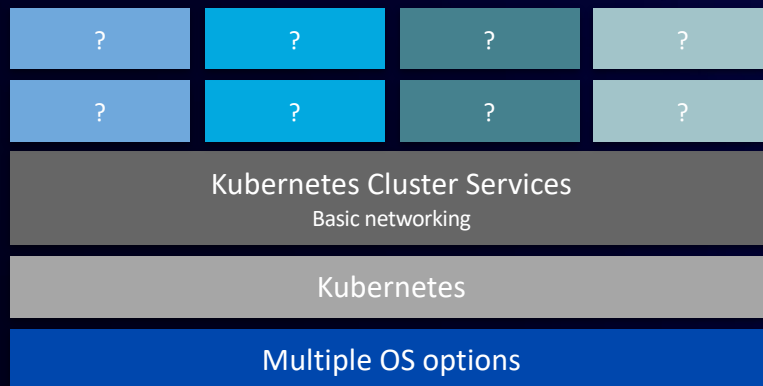 ? ? ? ?
? ? ? ?
Kubernetes Cluster Services
Basic networking
Kubernetes
Multiple OS options